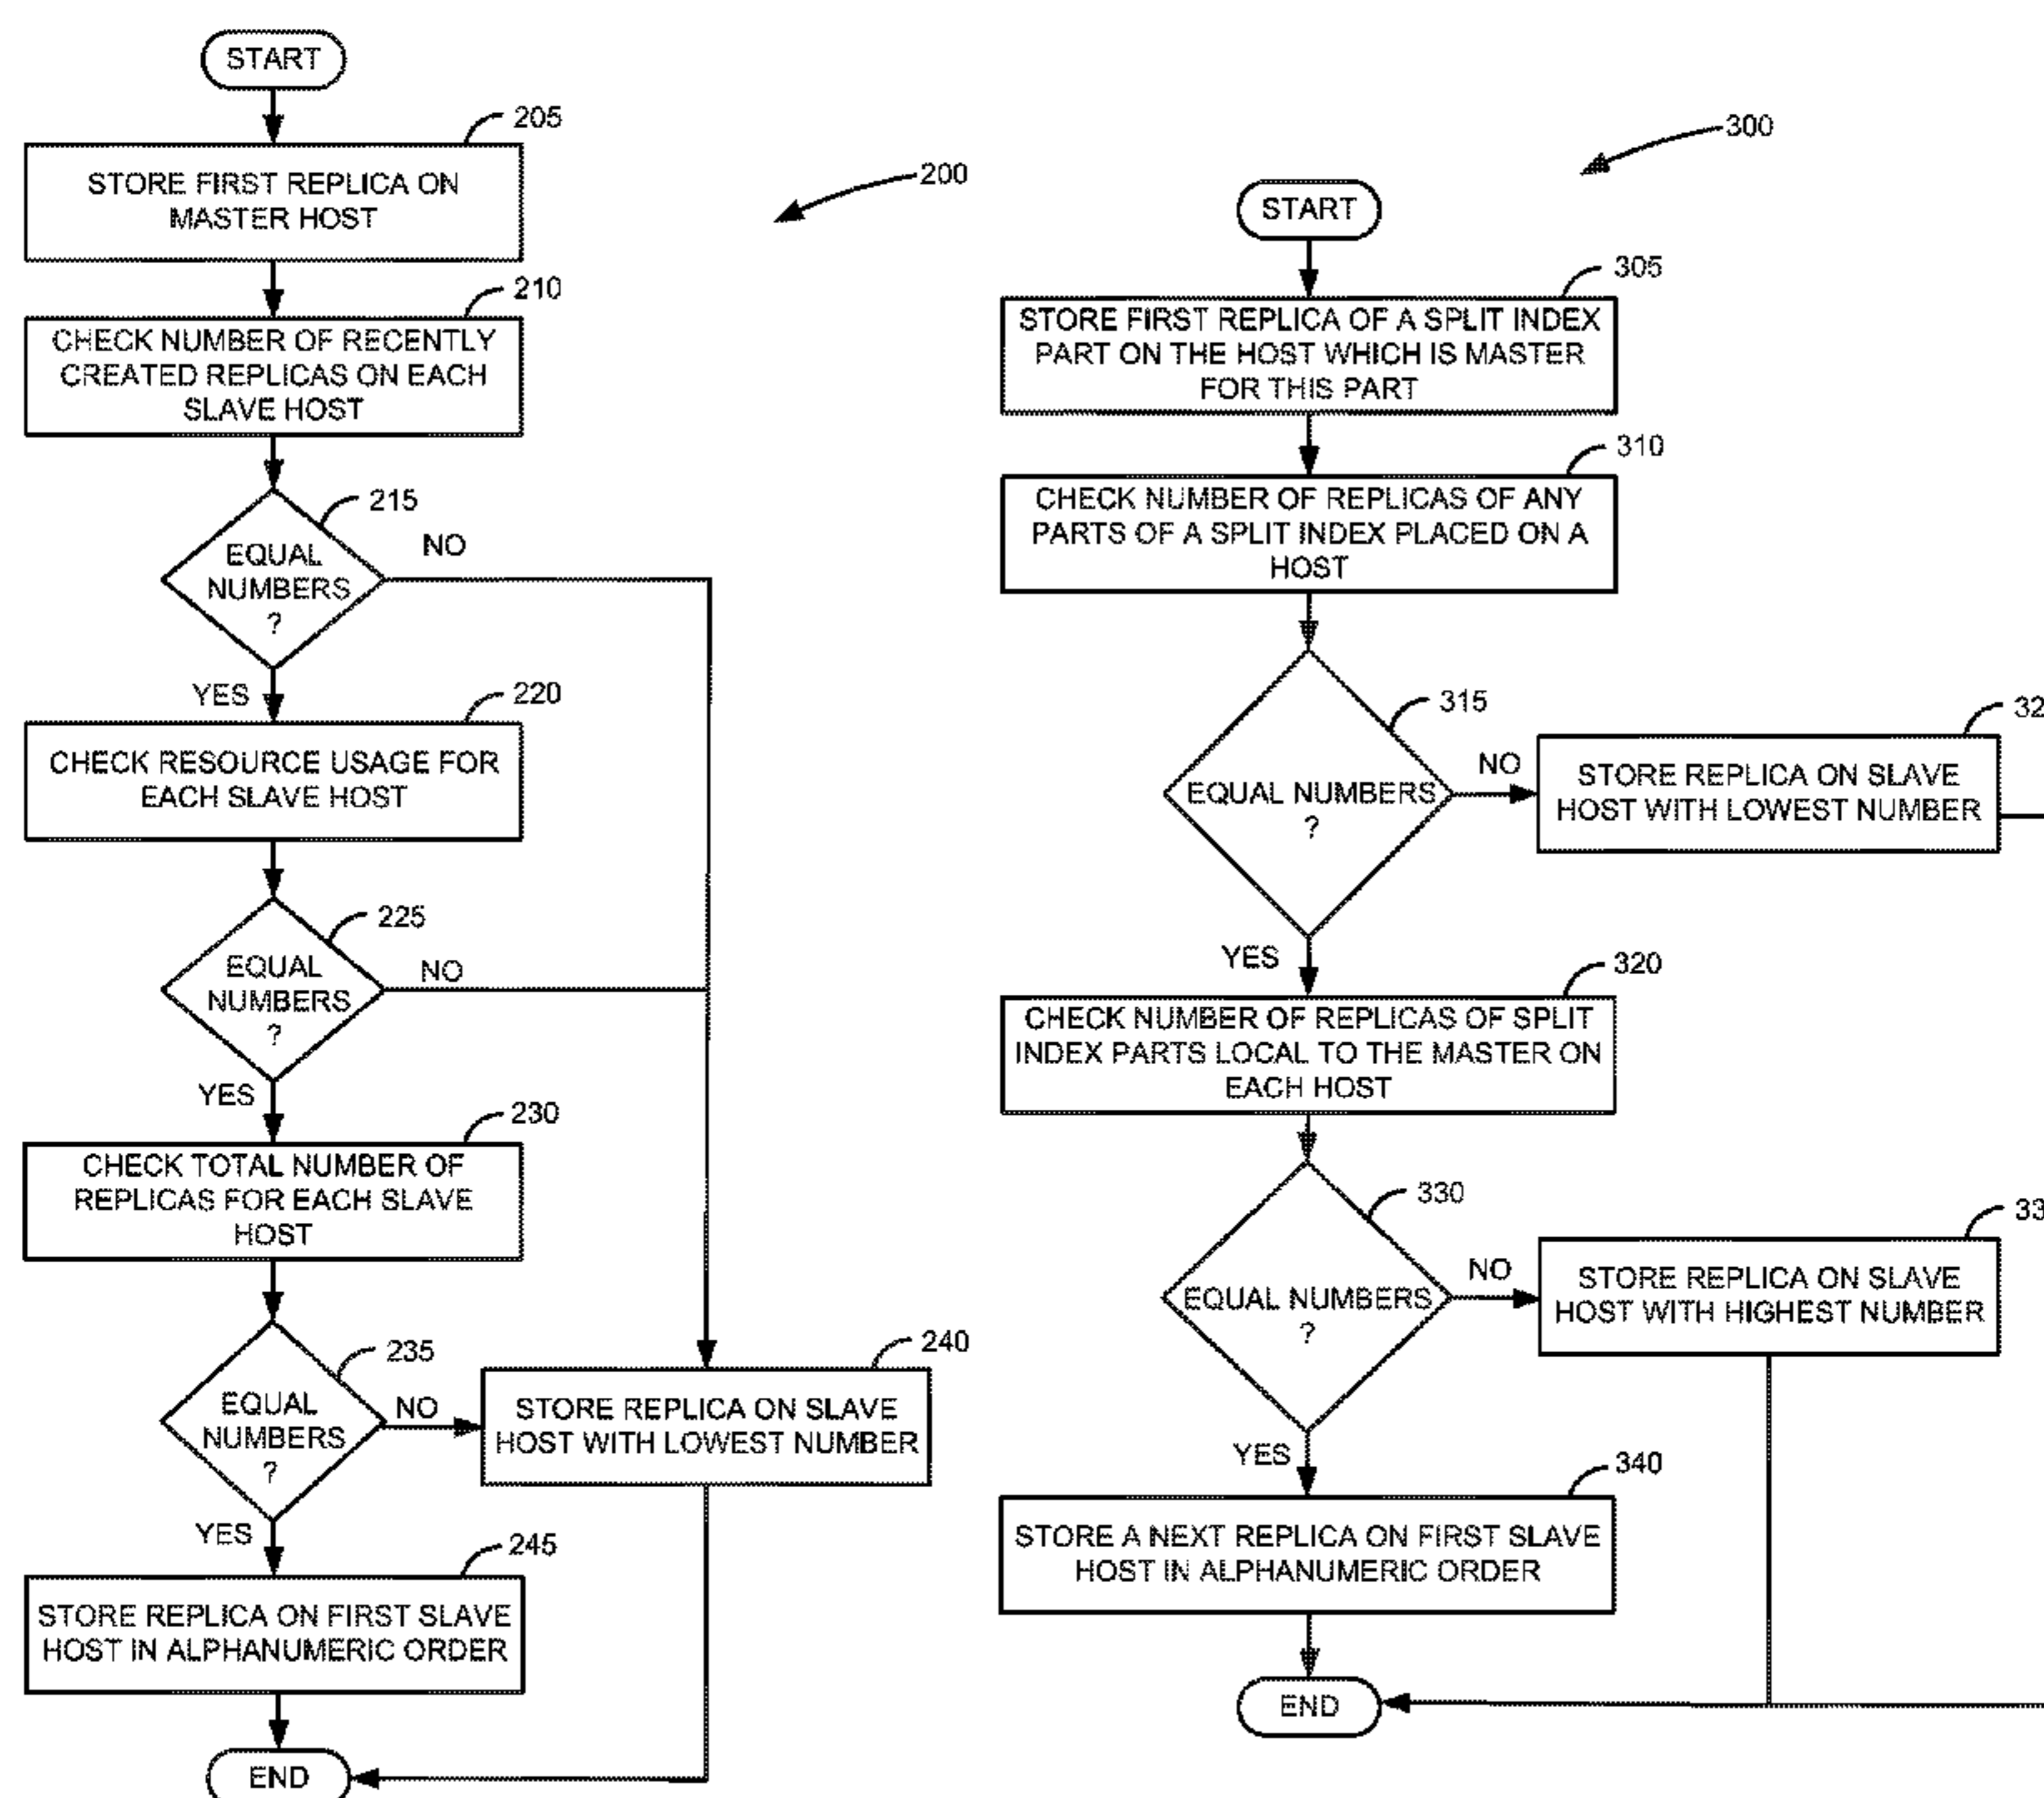 START
205
STORE FIRST REPLICA ON
MASTER HOST
200
210
CHECK NUMBER OF RECENTLY
CREATED REPLICAS ON EACH
SLAVE HOST
215
EQUAL
NUMBERS
?
NO
YES
220
CHECK RESOURCE USAGE FOR
EACH SLAVE HOST
225
EQUAL
NUMBERS
?
NO
YES
230
CHECK TOTAL NUMBER OF
REPLICAS FOR EACH SLAVE
HOST
235
EQUAL
NUMBERS
?
NO
240
STORE REPLICA ON SLAVE
HOST WITH LOWEST NUMBER
YES
245
STORE REPLICA ON FIRST SLAVE
HOST IN ALPHANUMERIC ORDER
END
300
START
305
STORE FIRST REPLICA OF A SPLIT INDEX
PART ON THE HOST WHICH IS MASTER
FOR THIS PART
310
CHECK NUMBER OF REPLICAS OF ANY
PARTS OF A SPLIT INDEX PLACED ON A
HOST
315
EQUAL NUMBERS
?
NO
STORE REPLICA ON SLAVE
HOST WITH LOWEST NUMBER
YES
320
CHECK NUMBER OF REPLICAS OF SPLIT
INDEX PARTS LOCAL TO THE MASTER ON
EACH HOST
330
EQUAL NUMBERS
?
NO
STORE REPLICA ON SLAVE
HOST WITH HIGHEST NUMBER
YES
340
STORE A NEXT REPLICA ON FIRST SLAVE
HOST IN ALPHANUMERIC ORDER
END